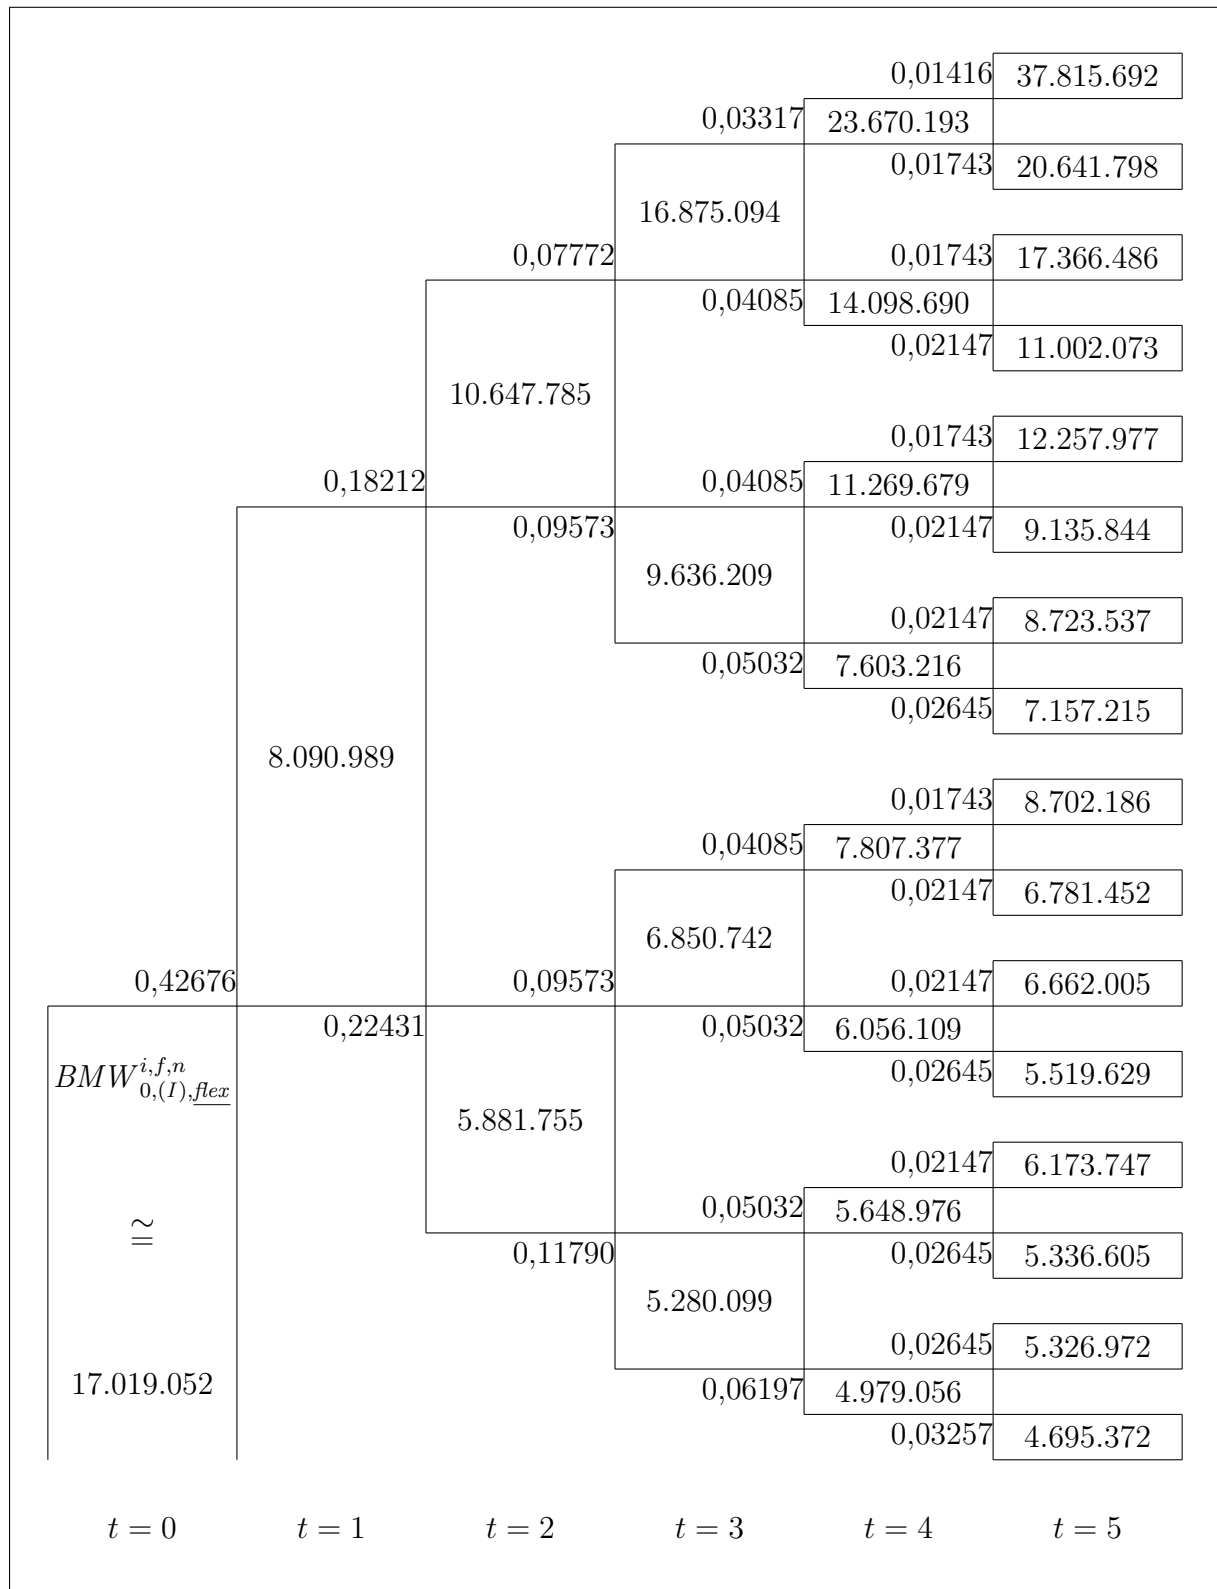 0,01416 37.815.692
0,03317 23.670.193
0,01743 20.641.798
16.875.094
0,07772 0,01743 17.366.486
0,04085 14.098.690
0,02147 11.002.073
10.647.785
0,01743 12.257.977
0,18212 0,04085 11.269.679
0,09573 0,02147 9.135.844
9.636.209
0,02147 8.723.537
0,05032 7.603.216
0,02645 7.157.215
8.090.989
0,01743 8.702.186
0,04085 7.807.377
0,02147 6.781.452
6.850.742
0,42676 0,09573 0,02147 6.662.005
0,22431 0,05032 6.056.109
BMW^{i,f,n}_{0,(I),flex} 0,02645 5.519.629
5.881.755
0,02147 6.173.747
0,05032 5.648.976
≅
0,11790 0,02645 5.336.605
5.280.099
0,02645 5.326.972
17.019.052 0,06197 4.979.056
0,03257 4.695.372
t = 0 t = 1 t = 2 t = 3 t = 4 t = 5